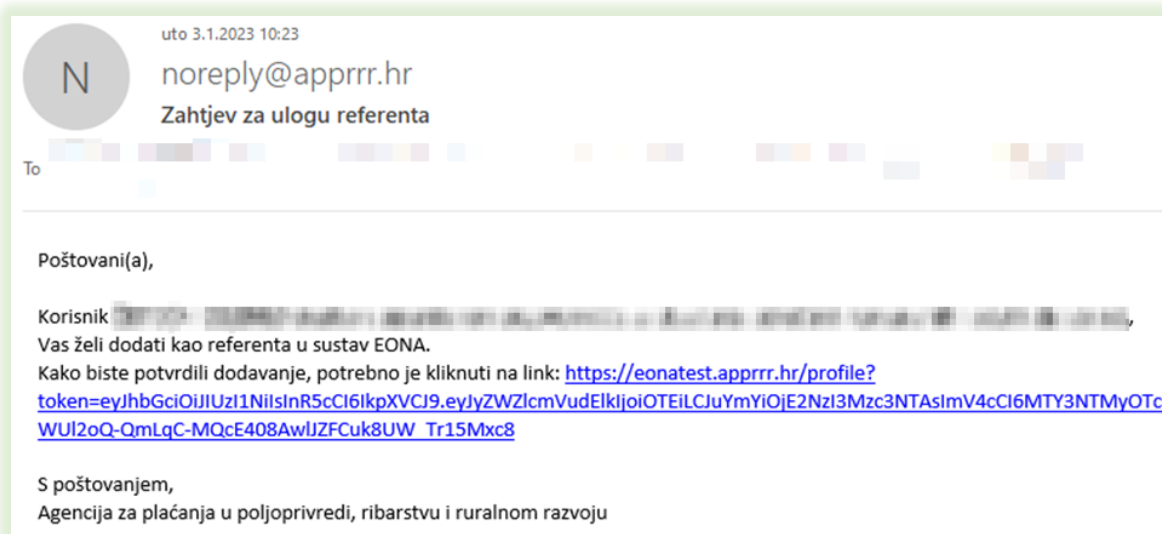 uto 3.1.2023 10:23
N
noreply@apprrr.hr
Zahtjev za ulogu referenta
To
Poštovani(a),
Korisnik ,
Vas želi dodati kao referenta u sustav EONA.
Kako biste potvrdili dodavanje, potrebno je kliknuti na link: https://eonatest.apprrr.hr/profile?
token=eyJhbGciOiJIUzI1NiIsInR5cCI6IkpXVCJ9.eyJyZWZlcmVudElkIjoiOTEiLCJuYmYiOjE2NzI3Mzc3NTAsImV4cCI6MTY3NTMyOTc
WUl2oQ-QmLqC-MQcE408AwlJZFCuk8UW_Tr15Mxc8
S poštovanjem,
Agencija za plaćanja u poljoprivredi, ribarstvu i ruralnom razvoju